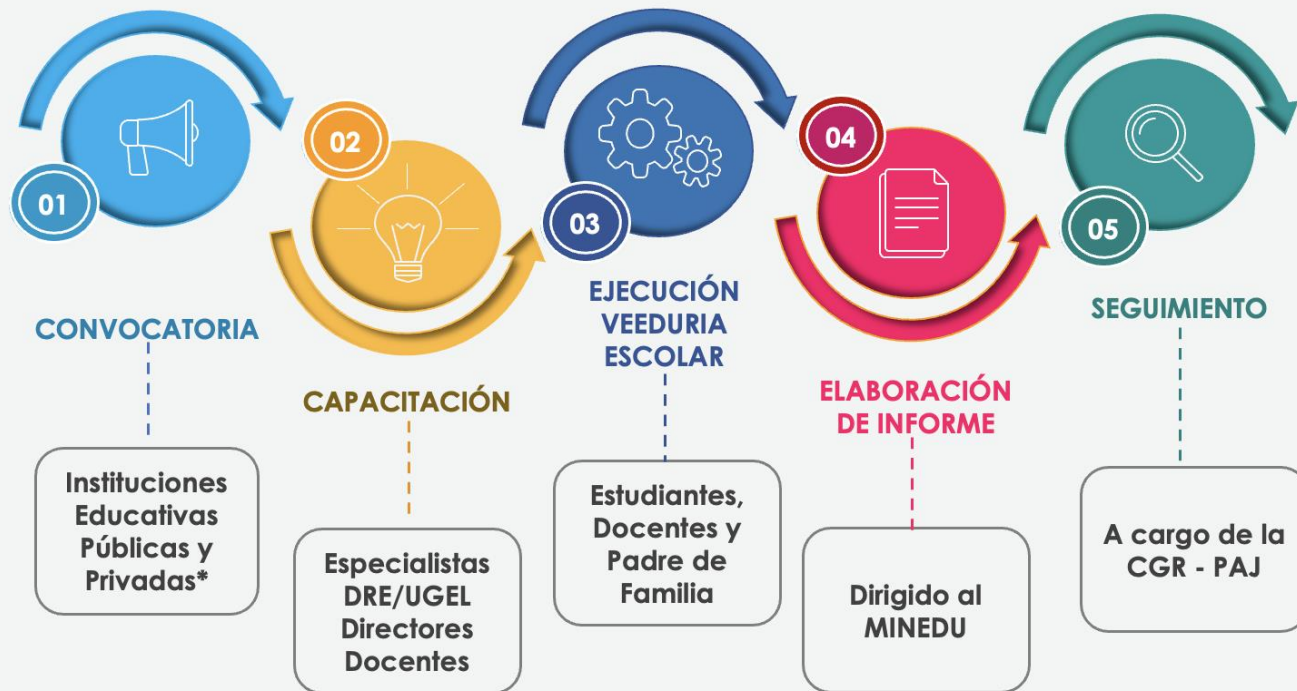 01
CONVOCATORIA
Instituciones
Educativas
Públicas y
Privadas*
02
CAPACITACIÓN
Especialistas
DRE/UGEL
Directores
Docentes
03
EJECUCIÓN
VEEDURIA
ESCOLAR
Estudiantes,
Docentes y
Padre de
Familia
04
ELABORACIÓN
DE INFORME
Dirigido al
MINEDU
05
SEGUIMIENTO
A cargo de la
CGR - PAJ